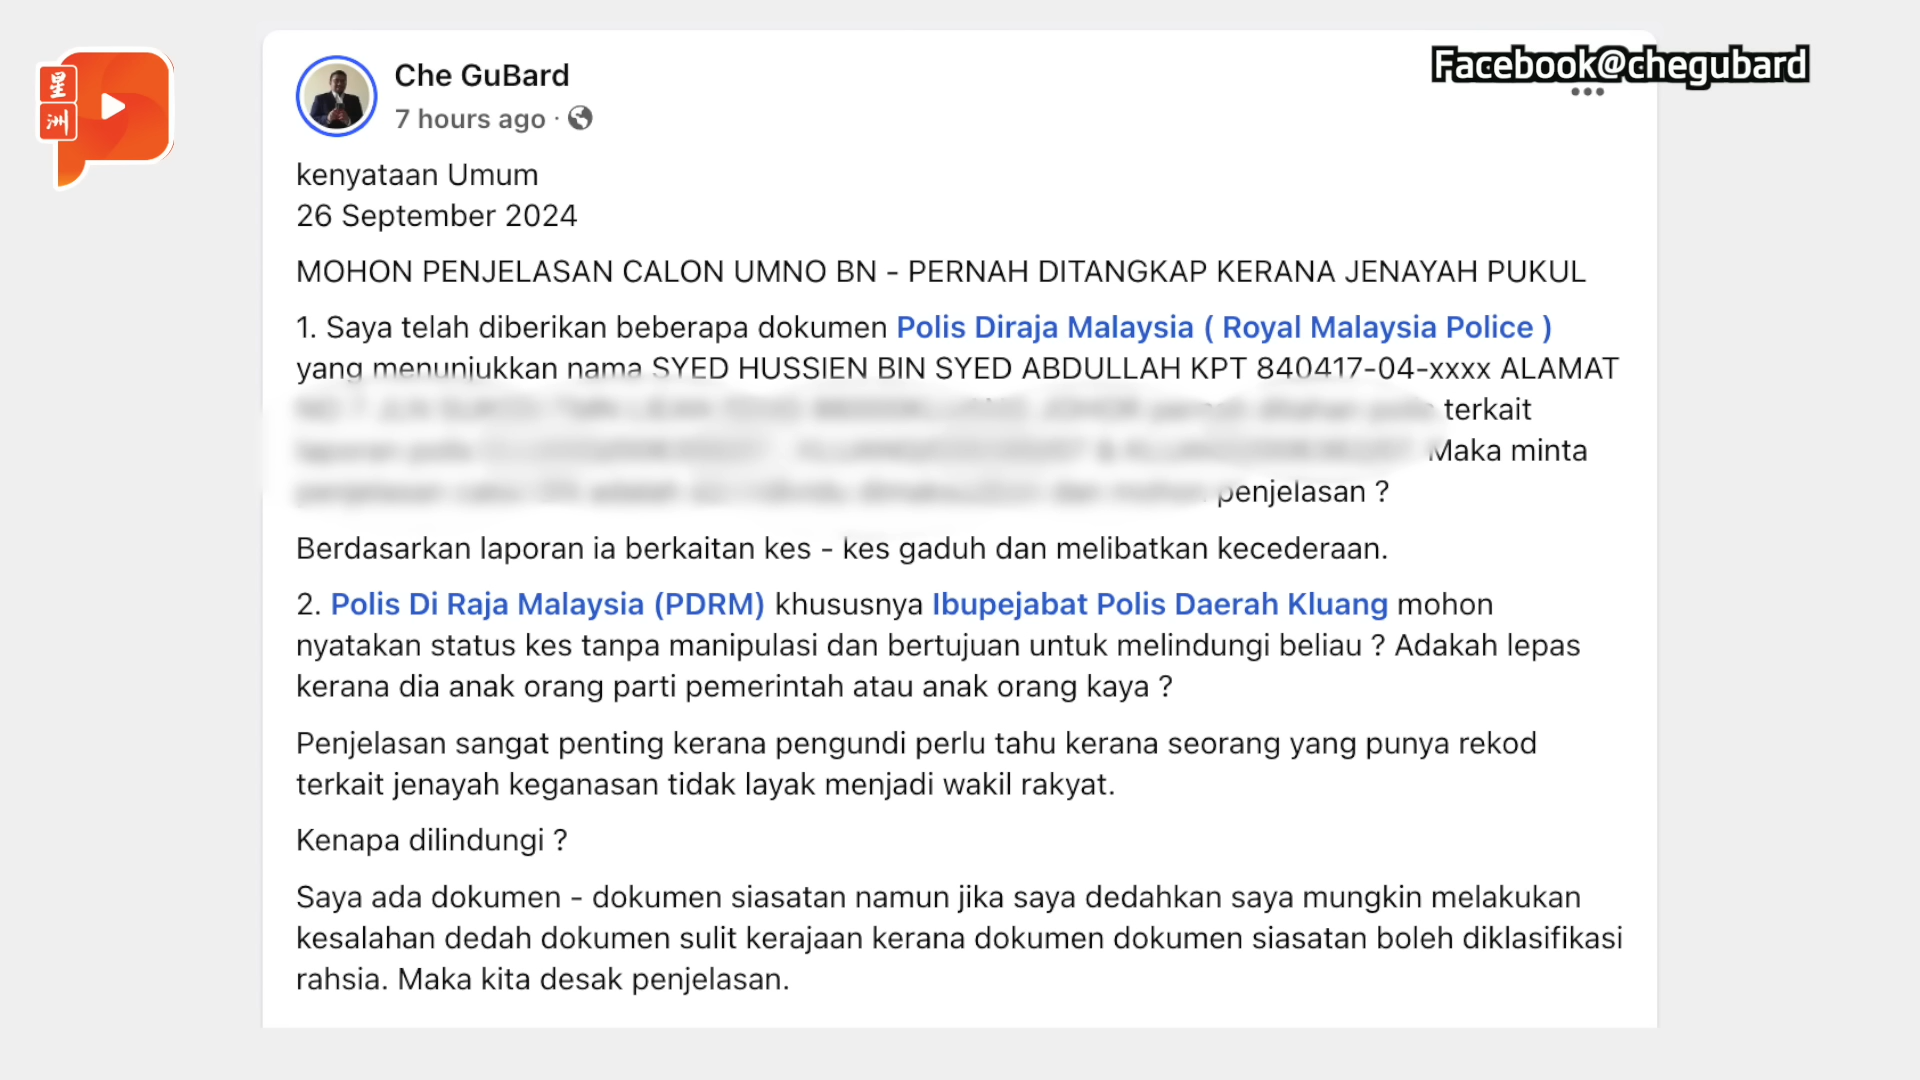 星洲
Facebook@chegubard
Che GuBard
7 hours ago ·
kenyataan Umum
26 September 2024
MOHON PENJELASAN CALON UMNO BN - PERNAH DITANGKAP KERANA JENAYAH PUKUL
1. Saya telah diberikan beberapa dokumen Polis Diraja Malaysia ( Royal Malaysia Police )
yang menunjukkan nama SYED HUSSIEN BIN SYED ABDULLAH KPT 840417-04-xxxx ALAMAT
terkait
Maka minta
penjelasan ?
Berdasarkan laporan ia berkaitan kes - kes gaduh dan melibatkan kecederaan.
2. Polis Di Raja Malaysia (PDRM) khususnya Ibupejabat Polis Daerah Kluang mohon
nyatakan status kes tanpa manipulasi dan bertujuan untuk melindungi beliau ? Adakah lepas
kerana dia anak orang parti pemerintah atau anak orang kaya ?
Penjelasan sangat penting kerana pengundi perlu tahu kerana seorang yang punya rekod
terkait jenayah keganasan tidak layak menjadi wakil rakyat.
Kenapa dilindungi ?
Saya ada dokumen - dokumen siasatan namun jika saya dedahkan saya mungkin melakukan
kesalahan dedah dokumen sulit kerajaan kerana dokumen dokumen siasatan boleh diklasifikasi
rahsia. Maka kita desak penjelasan.